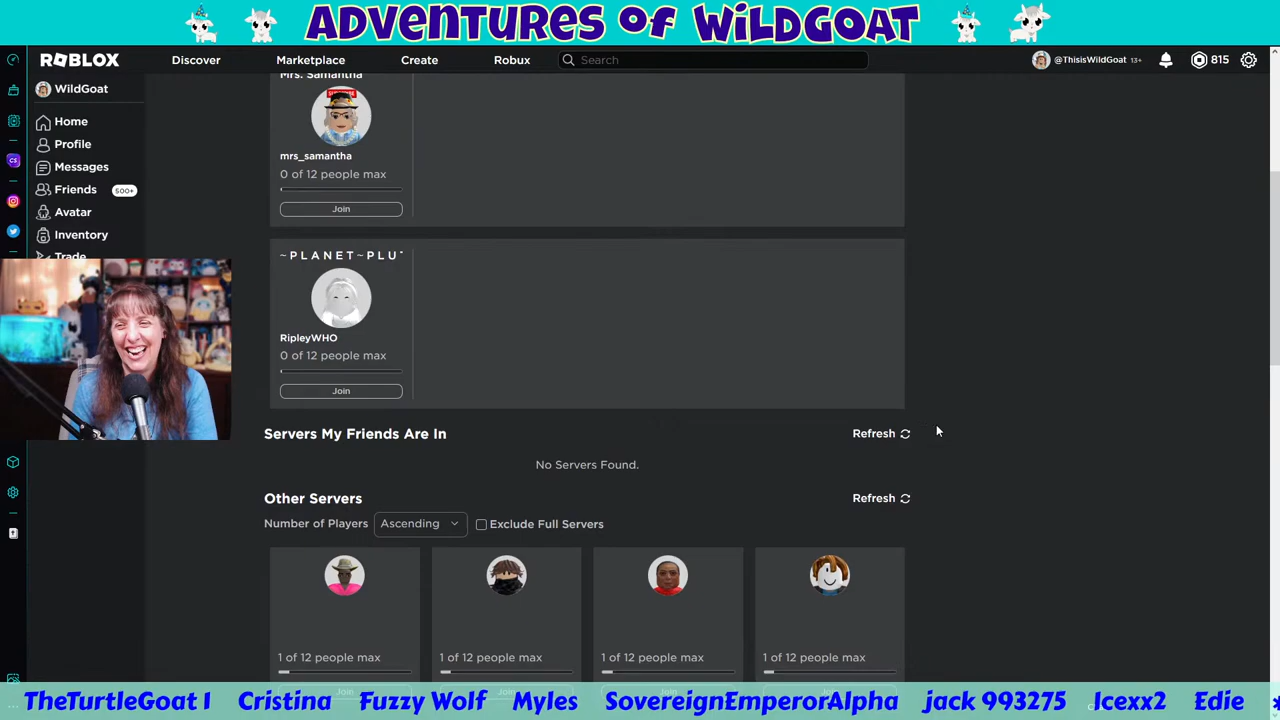 ADVENTURES OF WILDGOAT
ROBLOX
Discover
Marketplace
Create
Robux
Search
@ThisisWildGoat 13+
815
WildGoat
Home
Profile
Messages
Friends 500+
Avatar
Inventory
Trade
Mrs. Samantha
mrs_samantha
0 of 12 people max
Join
~PLANET~PLU
RipleyWHO
0 of 12 people max
Join
Servers My Friends Are In
Refresh
No Servers Found.
Other Servers
Refresh
Number of Players Ascending
Exclude Full Servers
1 of 12 people max
1 of 12 people max
1 of 12 people max
1 of 12 people max
Join
Join
TheTurtleGoat1 Cristina Fuzzy Wolf Myles SovereignEmperorAlpha jack 993275 Icexx2 Edie